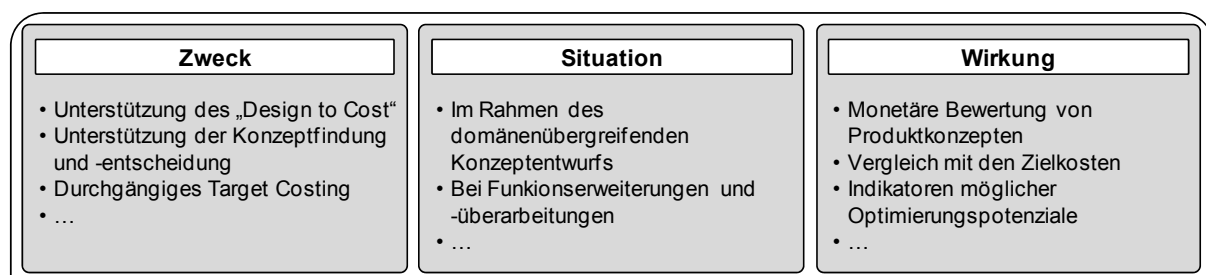 Zweck
• Unterstützung des „Design to Cost“
• Unterstützung der Konzeptfindung
und -entscheidung
• Durchgängiges Target Costing
• …
Situation
• Im Rahmen des
domänenübergreifenden
Konzeptentwurfs
• Bei Funkionserweiterungen und
-überarbeitungen
• …
Wirkung
• Monetäre Bewertung von
Produktkonzepten
• Vergleich mit den Zielkosten
• Indikatoren möglicher
Optimierungspotenziale
• …